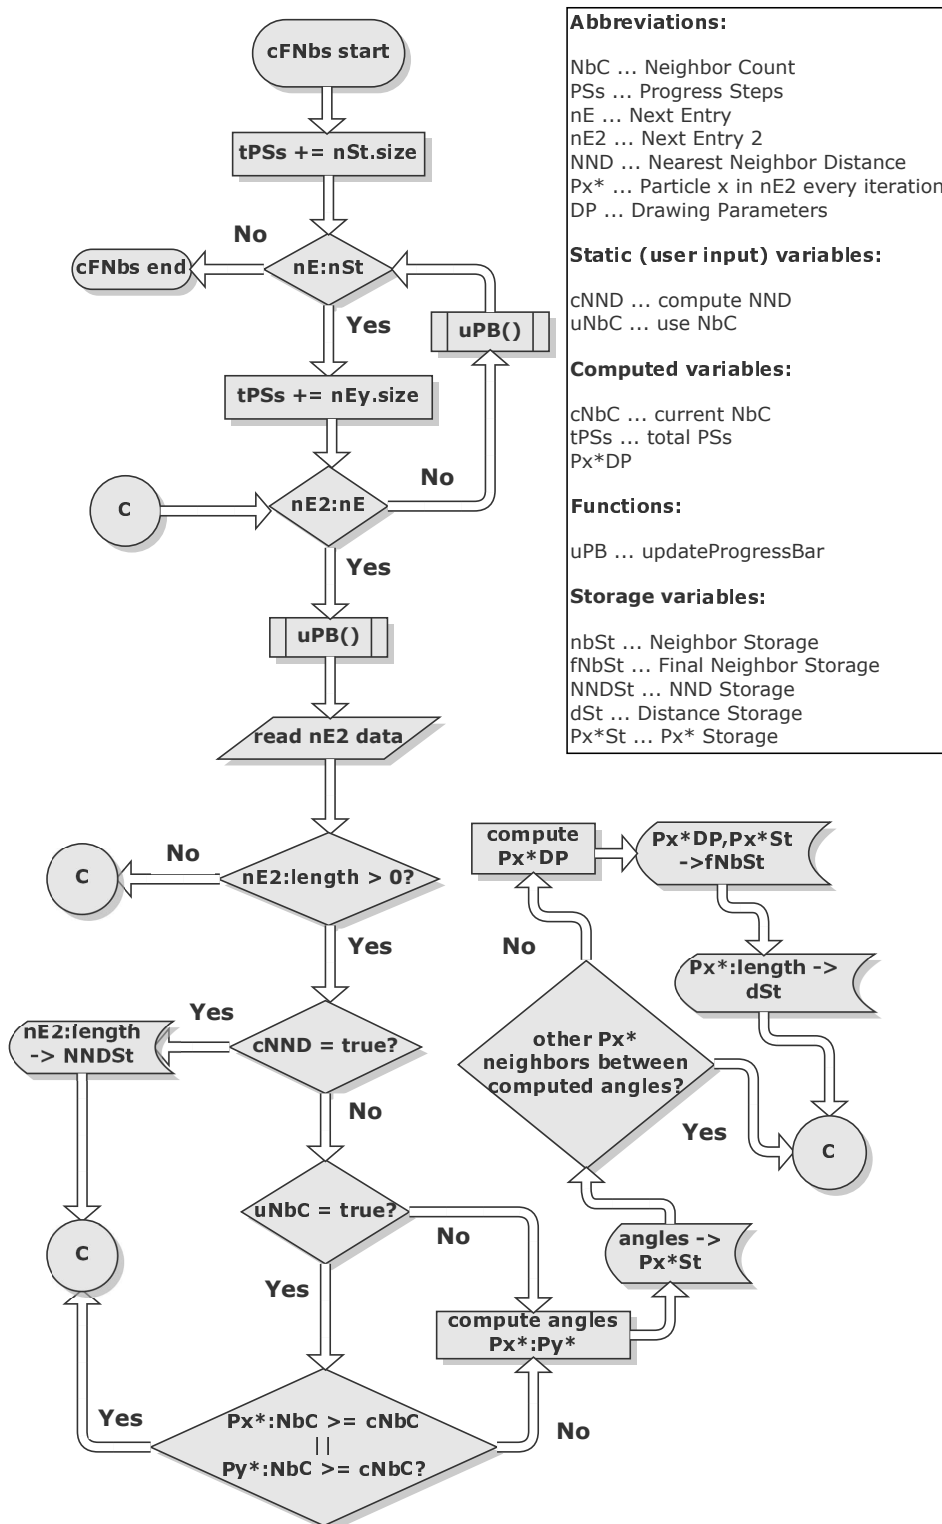 cFNbs start
tPSs += nSt.size
No
nE:nSt
cFNbs end
Yes
uPB()
tPSs += nEy.size
No
nE2:nE
C
Yes
uPB()
read nE2 data
No
C
nE2:length > 0?
Yes
Yes
nE2:length
-> NNDSt
cNND = true?
No
uNbC = true?
No
C
Yes
compute angles
Px*:Py*
Yes
Px*:NbC >= cNbC
||
Py*:NbC >= cNbC?
No
angles ->
Px*St
other Px*
neighbors between
computed angles?
No
Yes
compute
Px*DP
Px*DP,Px*St
->fNbSt
Px*:length ->
dSt
C
Abbreviations:
NbC ... Neighbor Count
PSs ... Progress Steps
nE ... Next Entry
nE2 ... Next Entry 2
NND ... Nearest Neighbor Distance
Px* ... Particle x in nE2 every iteration
DP ... Drawing Parameters
Static (user input) variables:
cNND ... compute NND
uNbC ... use NbC
Computed variables:
cNbC ... current NbC
tPSs ... total PSs
Px*DP
Functions:
uPB ... updateProgressBar
Storage variables:
nbSt ... Neighbor Storage
fNbSt ... Final Neighbor Storage
NNDSt ... NND Storage
dSt ... Distance Storage
Px*St ... Px* Storage